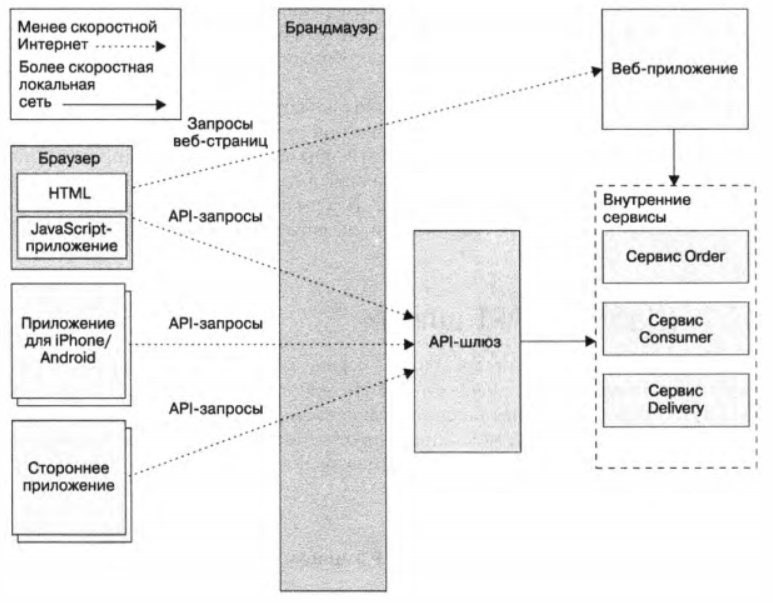 Менее скоростной
Интернет
Более скоростная
локальная
сеть
Брандмауэр
Веб-приложение
Запросы
веб-страниц
Браузер
HTML
JavaScript-
приложение
API-запросы
Внутренние
сервисы
Сервис Order
Сервис
Consumer
Сервис
Delivery
Приложение
для iPhone/
Android
API-запросы
API-шлюз
API-запросы
Стороннее
приложение